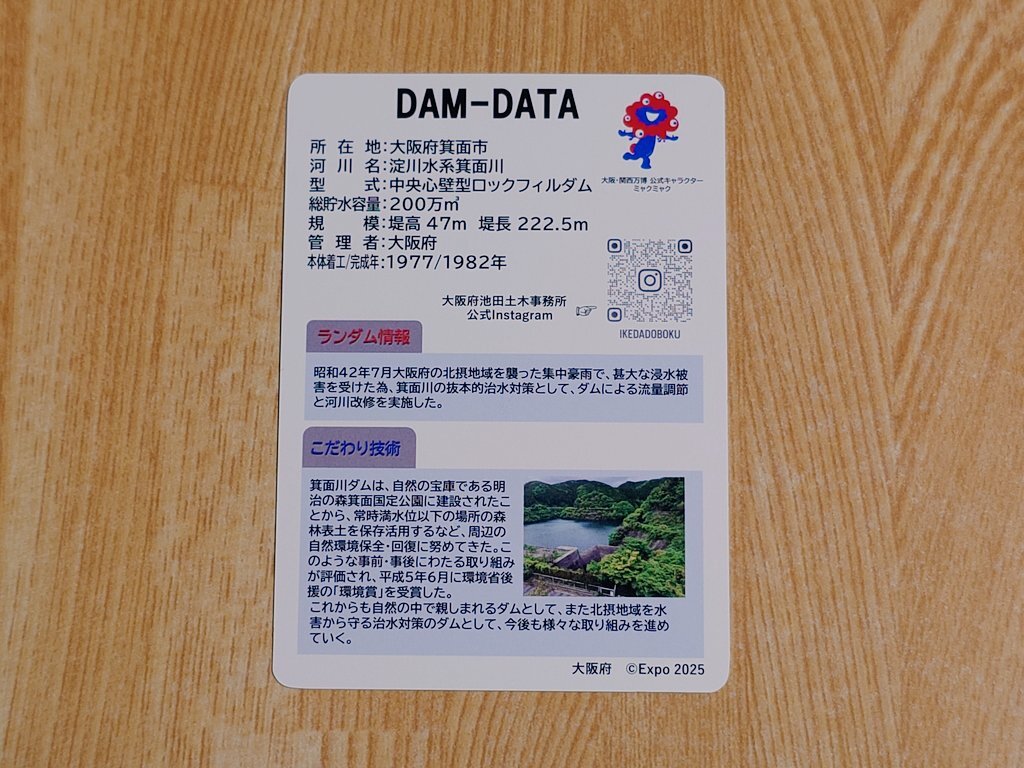 DAM-DATA
所在地:大阪府箕面市
河川名:淀川水系箕面川
型式:中央心壁型ロックフィルダム
総貯水容量:200万㎥
規模:堤高 47m 堤長 222.5m
管理者:大阪府
本体着工/完成年:1977/1982年
大阪・関西万博 公式キャラクター
ミャクミャク
大阪府池田土木事務所
公式Instagram ☞
IKEDADOBOKU
ランダム情報
昭和42年7月大阪府の北摂地域を襲った集中豪雨で、甚大な浸水被
害を受けた為、箕面川の抜本的治水対策として、ダムによる流量調節
と河川改修を実施した。
こだわり技術
箕面川ダムは、自然の宝庫である明
治の森箕面国定公園に建設されたこ
とから、常時満水位以下の場所の森
林表土を保存活用するなど、周辺の
自然環境保全・回復に努めてきた。こ
のような事前・事後にわたる取り組み
が評価され、平成5年6月に環境省後
援の「環境賞」を受賞した。
これからも自然の中で親しまれるダムとして、また北摂地域を水
害から守る治水対策のダムとして、今後も様々な取り組みを進め
ていく。
大阪府 ©Expo 2025